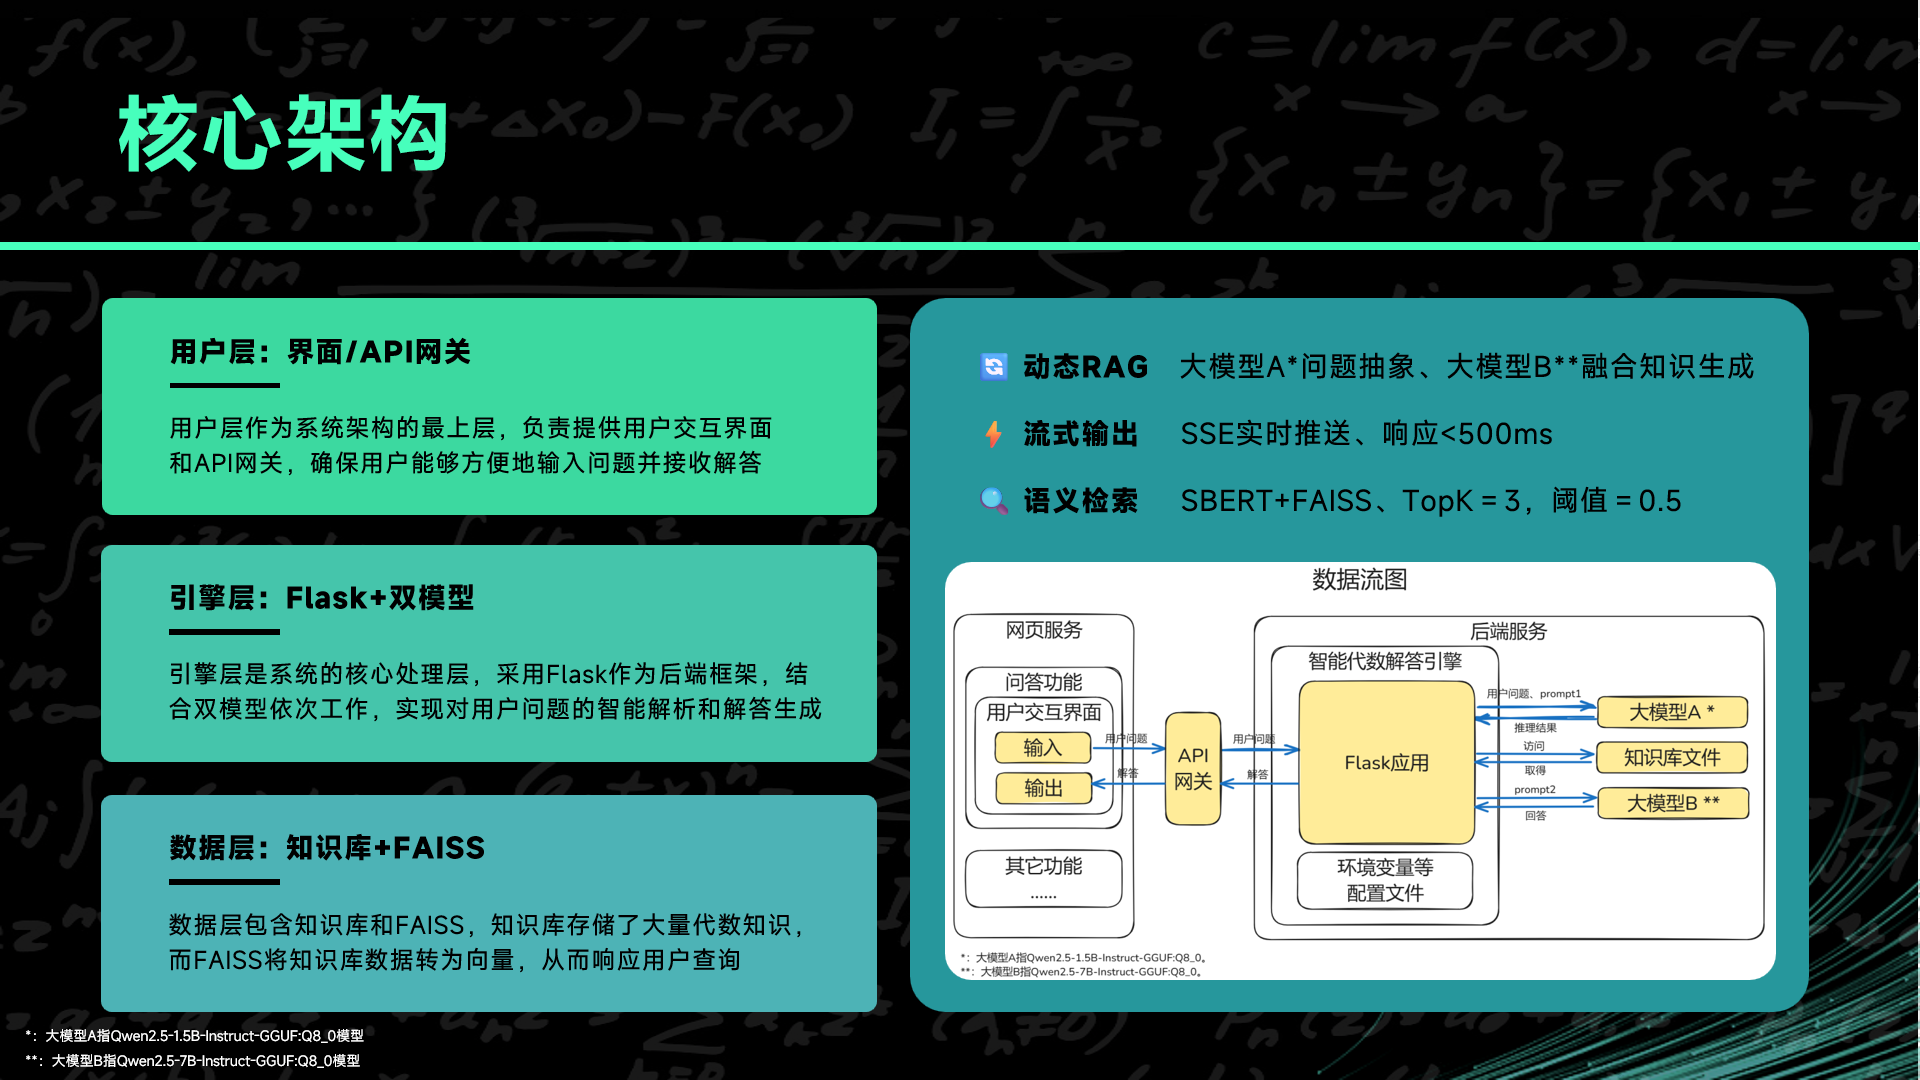 核心架构
用户层：界面/API网关
用户层作为系统架构的最上层，负责提供用户交互界面
和API网关，确保用户能够方便地输入问题并接收解答
引擎层：Flask+双模型
引擎层是系统的核心处理层，采用Flask作为后端框架，结
合双模型依次工作，实现对用户问题的智能解析和解答生成
数据层：知识库+FAISS
数据层包含知识库和FAISS，知识库存储了大量代数知识，
而FAISS将知识库数据转为向量，从而响应用户查询
动态RAG 大模型A*问题抽象、大模型B**融合知识生成
流式输出 SSE实时推送、响应<500ms
语义检索 SBERT+FAISS、TopK = 3，阈值 = 0.5
数据流图
网页服务
问答功能
用户交互界面
输入
输出
其它功能
......
用户问题
解答
API
网关
用户问题
解答
后端服务
智能代数解答引擎
Flask应用
环境变量等
配置文件
用户问题、prompt1
推理结果
访问
取得
prompt2
回答
大模型A *
知识库文件
大模型B **
*：大模型A指Qwen2.5-1.5B-Instruct-GGUF:Q8_0。
**：大模型B指Qwen2.5-7B-Instruct-GGUF:Q8_0。
*：大模型A指Qwen2.5-1.5B-Instruct-GGUF:Q8_0模型
**：大模型B指Qwen2.5-7B-Instruct-GGUF:Q8_0模型